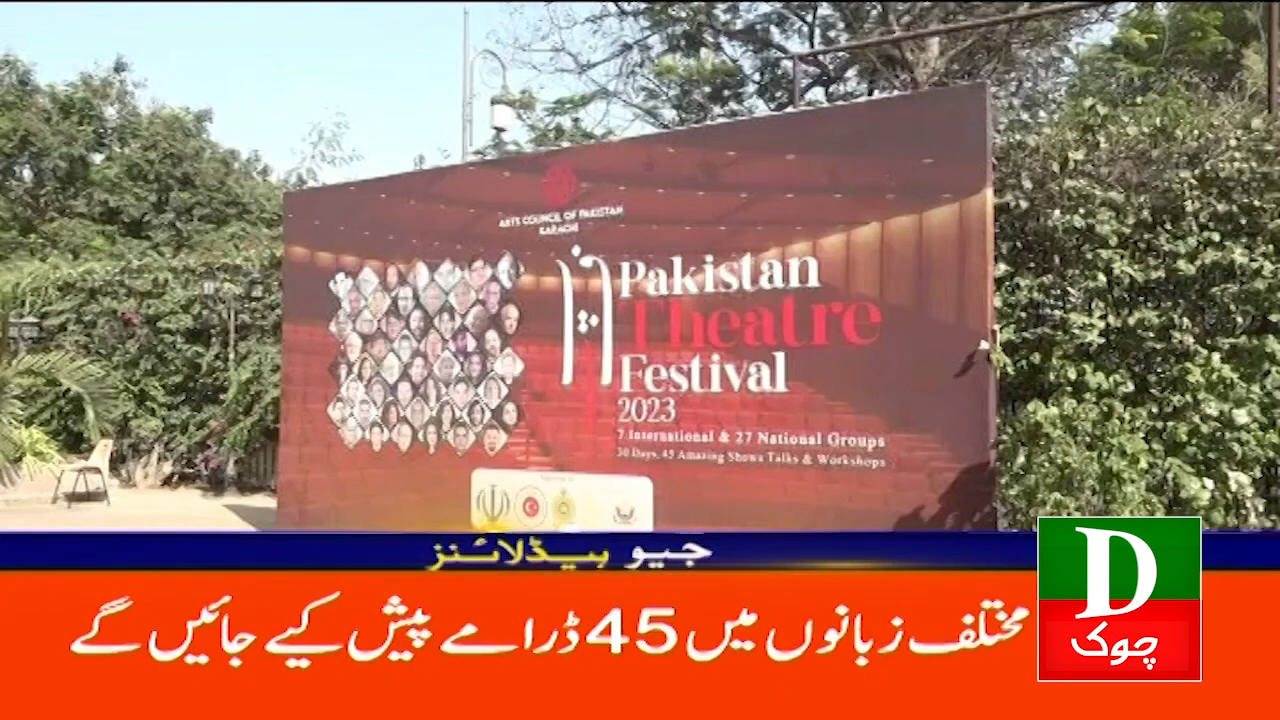 ARTS COUNCIL OF PAKISTAN
KARACHI
Pakistan
Theatre
Festival
2023
7 International & 27 National Groups
30 Days, 45 Amazing Shows Talks & Workshops
جیو ہیڈلائنز
مختلف زبانوں میں 45 ڈرامے پیش کیے جائیں گے
D
چوک